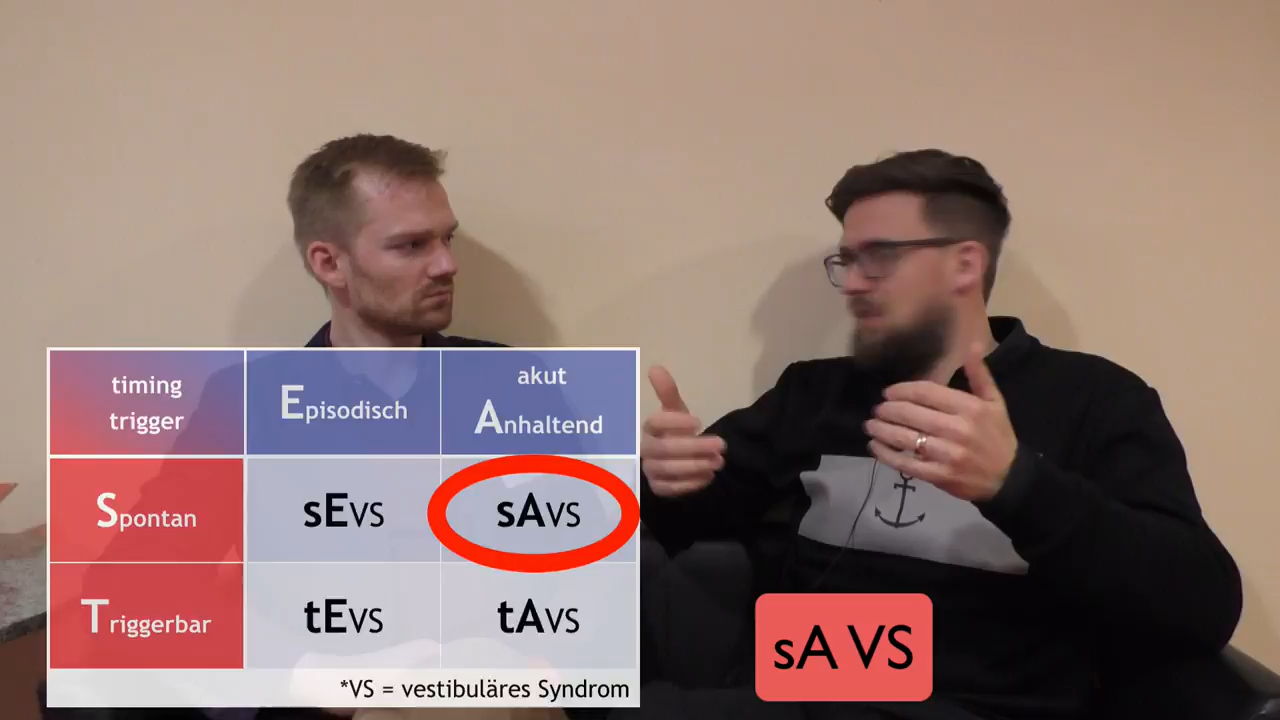 timing
trigger
Episodisch
akut
Anhaltend
Spontan
sEVS
sAVS
Triggerbar
tEVS
tAVS
*VS = vestibuläres Syndrom
sA VS